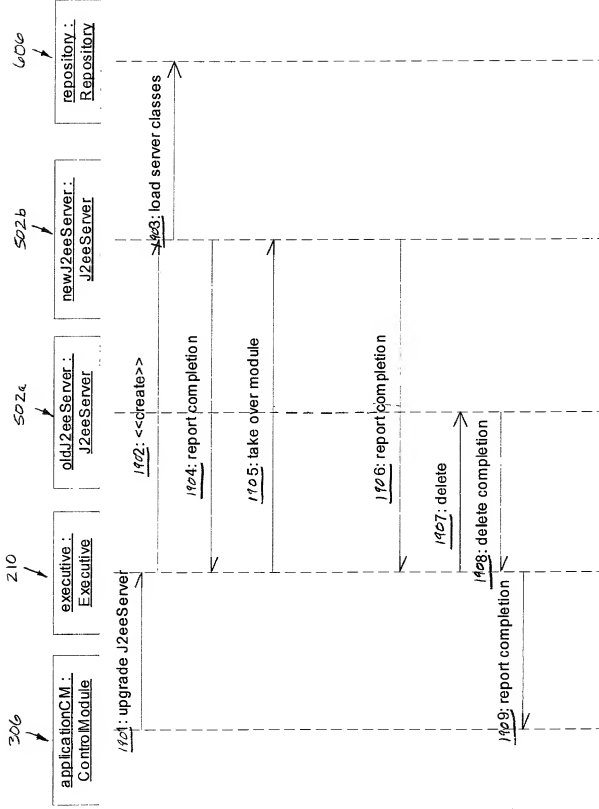 306
210
502a
502b
606
applicationCM :
ControlModule
executive :
Executive
oldJ2eeServer :
J2eeServer
newJ2eeServer :
J2eeServer
repository :
Repository
1901: upgrade J2eeServer
1902: <<create>>
1903: load server classes
1904: report completion
1905: take over module
1906: report completion
1907: delete
1908: delete completion
1909: report completion